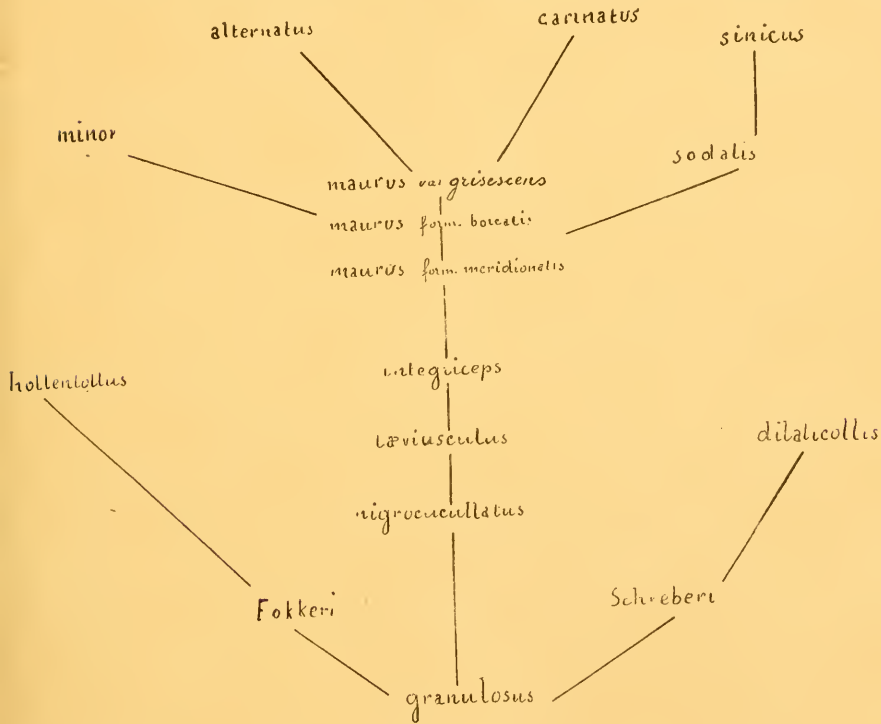 alternatus
carinatus
sinicus
minor
sodalis
maurus var grisescens
maurus form. borealis
maurus form. meridionalis
integriceps
hottentottus
læviusculus
dilaticollis
nigrocucullatus
Fokkeri
Schreberi
granulosus